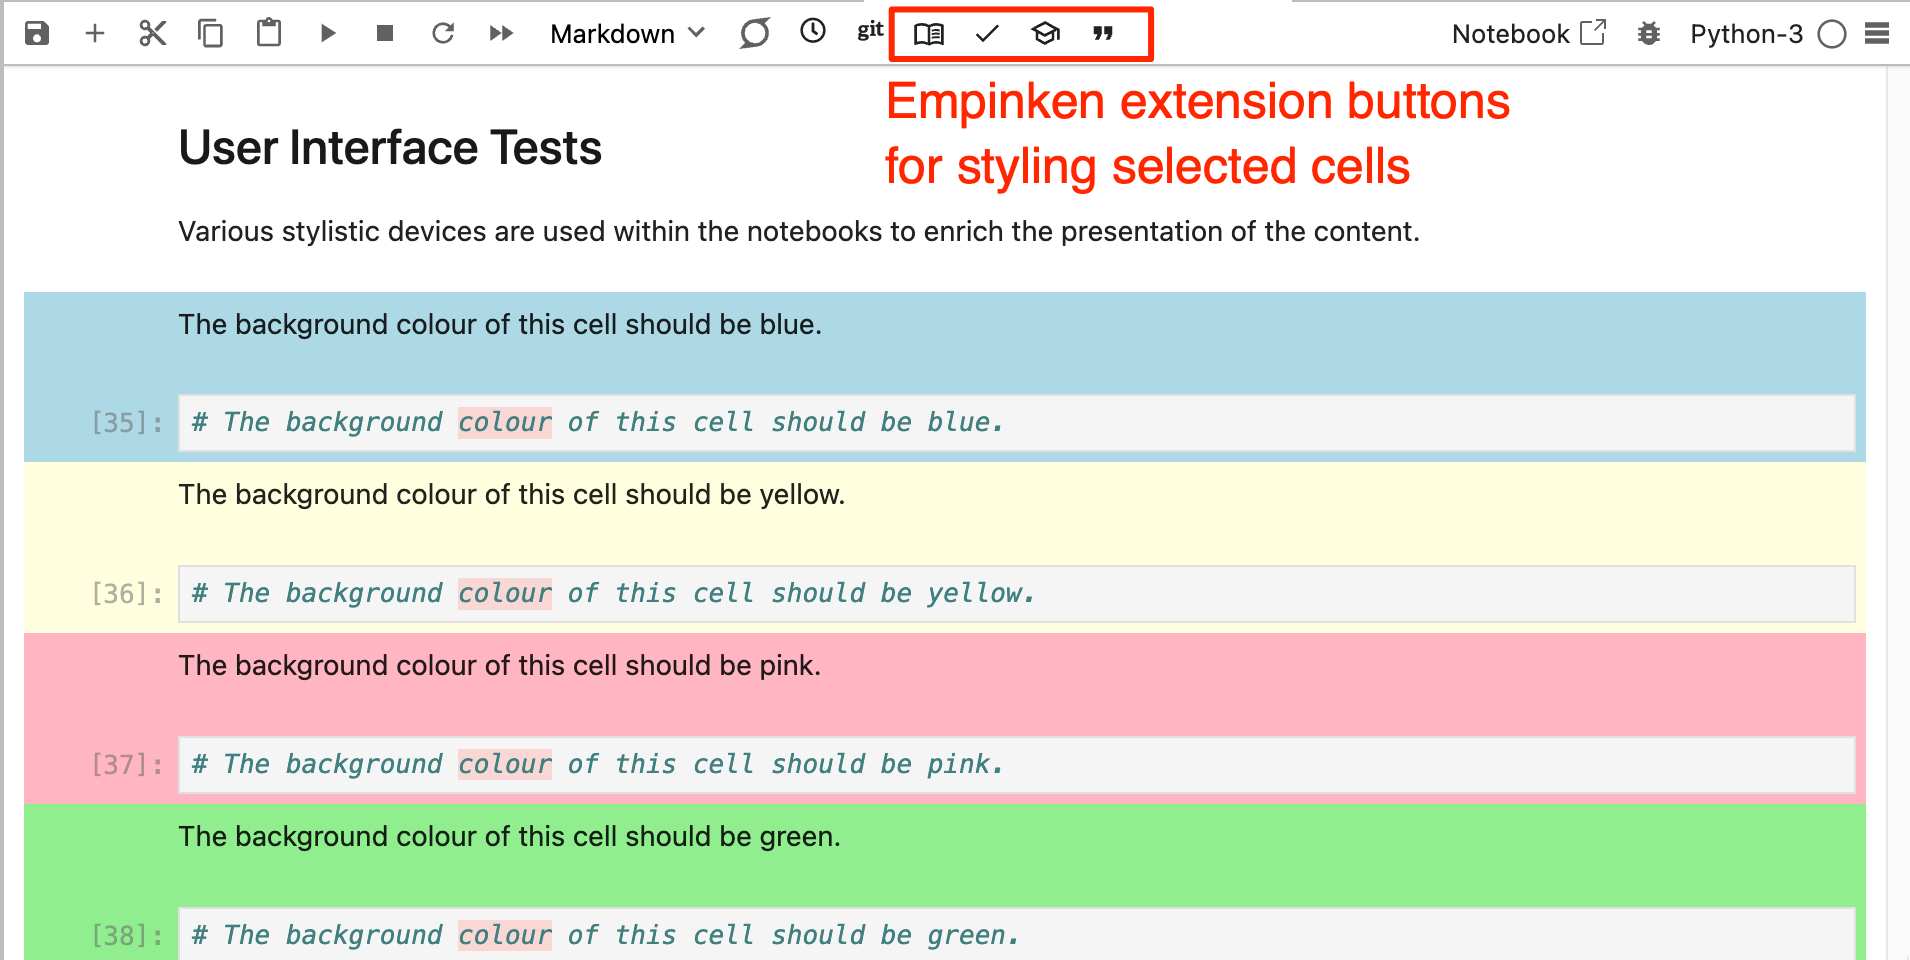 Markdown git Notebook Python-3
Empinken extension buttons
for styling selected cells
User Interface Tests
Various stylistic devices are used within the notebooks to enrich the presentation of the content.
The background colour of this cell should be blue.
[35]: # The background colour of this cell should be blue.
The background colour of this cell should be yellow.
[36]: # The background colour of this cell should be yellow.
The background colour of this cell should be pink.
[37]: # The background colour of this cell should be pink.
The background colour of this cell should be green.
[38]: # The background colour of this cell should be green.